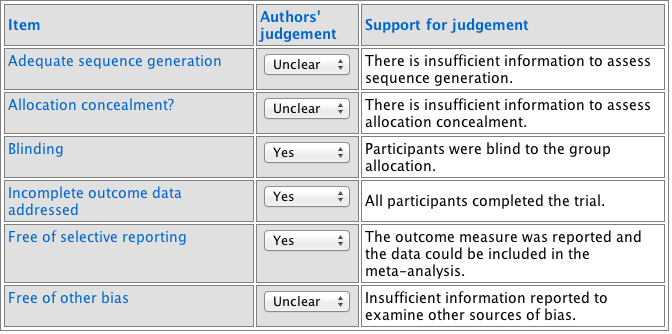 Item
Authors'
judgement
Support for judgement
Adequate sequence generation
Unclear
There is insufficient information to assess
sequence generation.
Allocation concealment?
Unclear
There is insufficient information to assess
allocation concealment.
Blinding
Yes
Participants were blind to the group
allocation.
Incomplete outcome data
addressed
Yes
All participants completed the trial.
Free of selective reporting
Yes
The outcome measure was reported and
the data could be included in the
meta-analysis.
Free of other bias
Unclear
Insufficient information reported to
examine other sources of bias.